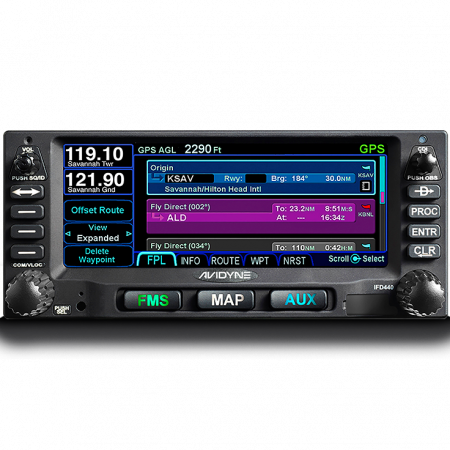 119.10
Savannah Twr
GPS AGL 2290 Ft GPS
VOL
PUSH SQ/ID
121.90
Savannah Gnd
Origin
KSAV Rwy: Brg: 184° 30.0NM
KSAV
Savannah/Hilton Head Intl
PUSH OBS
Offset Route
Fly Direct (002°) To: 23.2NM 8:51M:S
ALD At: --- 16:34Z
PROC
View
Expanded
ENTR
Fly Direct (034°) To: 110NM 0:42H:M
Delete
Waypoint
CLR
FPL INFO ROUTE WPT NRST Scroll Select
COM/VLOC
AVIDYNE
PUSH
SEL
FMS MAP AUX
IFD440